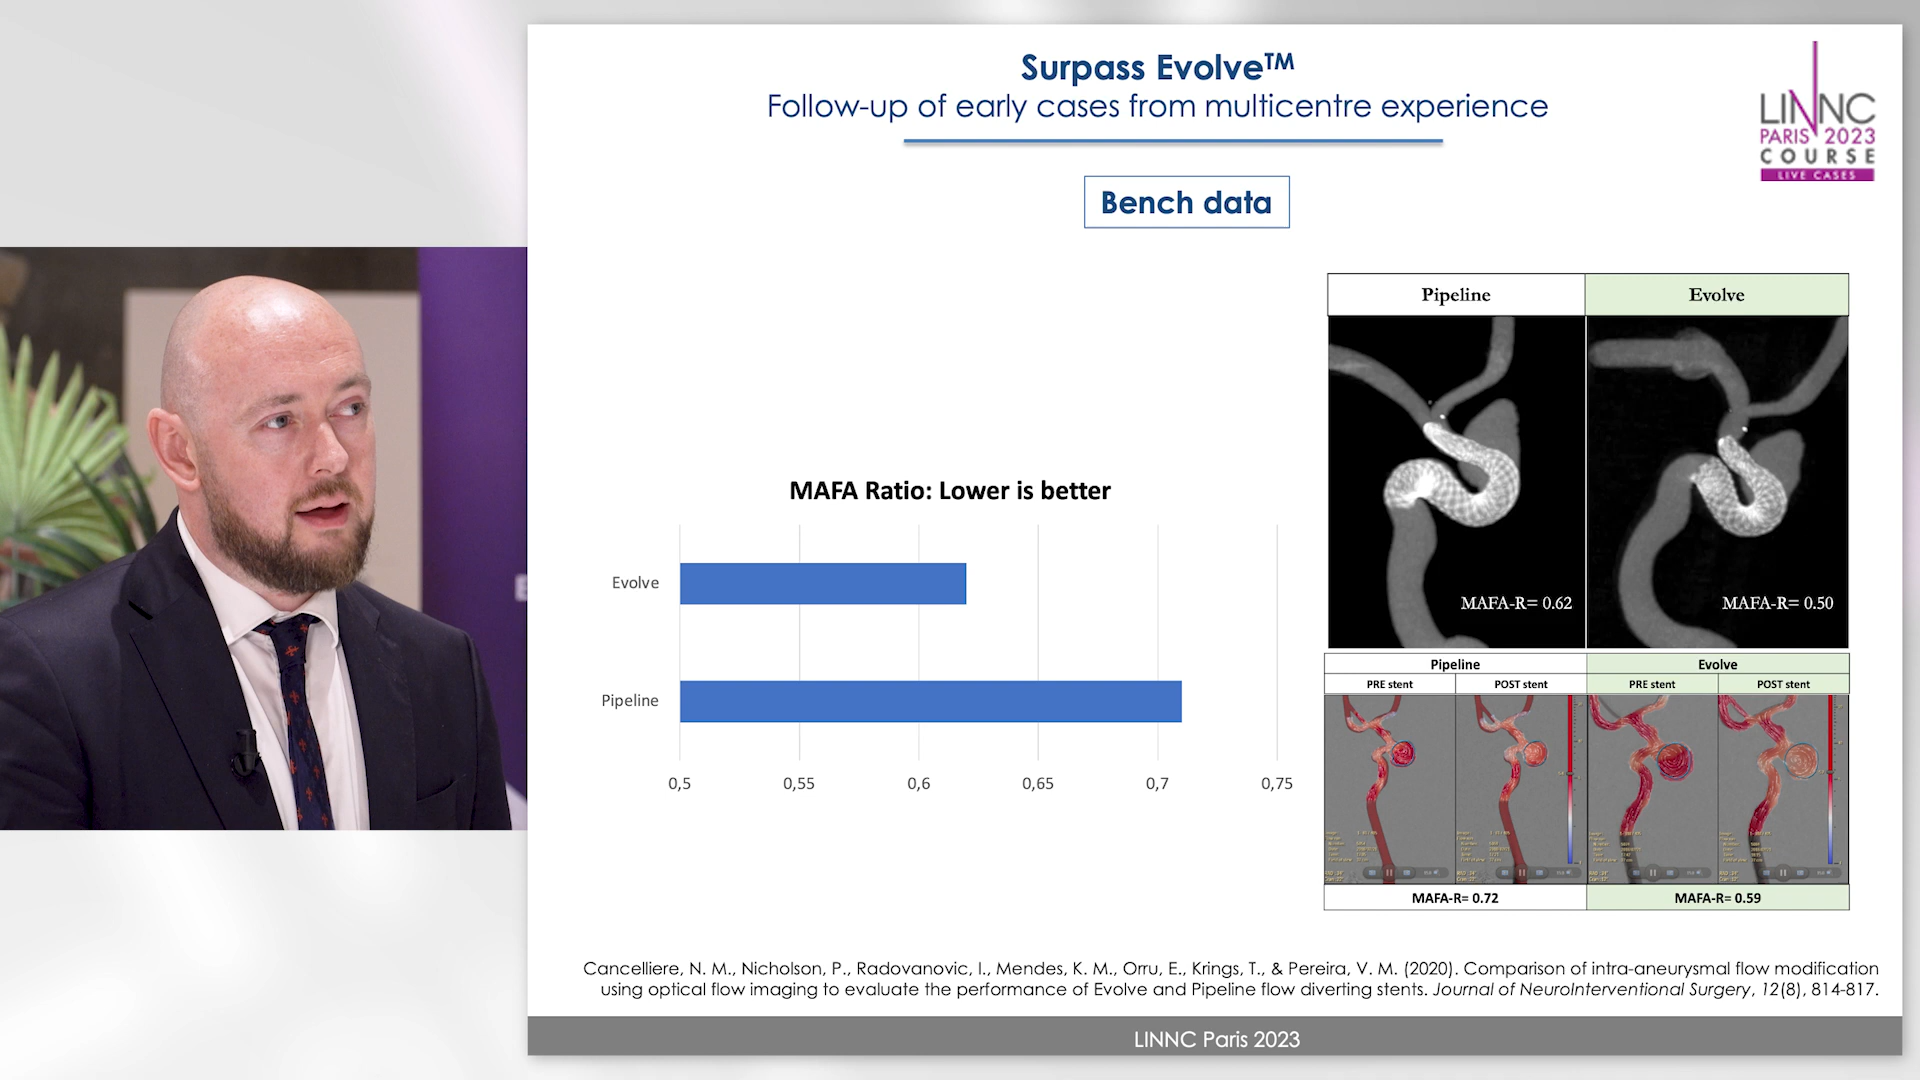 Surpass Evolve™
Follow-up of early cases from multicentre experience
LINNC
PARIS 2023
COURSE
LIVE CASES
Bench data
MAFA Ratio: Lower is better
Evolve
Pipeline
0,5 0,55 0,6 0,65 0,7 0,75
Pipeline Evolve
MAFA-R= 0.62 MAFA-R= 0.50
Pipeline Evolve
PRE stent POST stent PRE stent POST stent
MAFA-R= 0.72 MAFA-R= 0.59
Cancelliere, N. M., Nicholson, P., Radovanovic, I., Mendes, K. M., Orru, E., Krings, T., & Pereira, V. M. (2020). Comparison of intra-aneurysmal flow modification
using optical flow imaging to evaluate the performance of Evolve and Pipeline flow diverting stents. Journal of NeuroInterventional Surgery, 12(8), 814-817.
LINNC Paris 2023